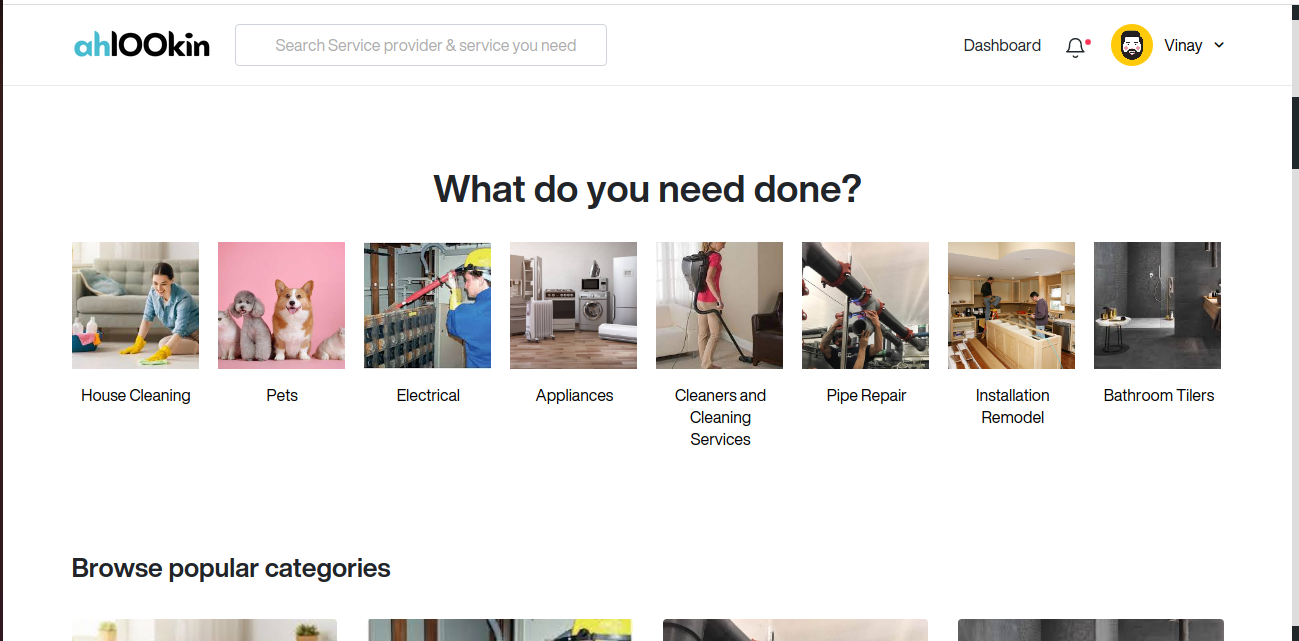 ahlookin
Search Service provider & service you need
Dashboard
Vinay
What do you need done?
House Cleaning
Pets
Electrical
Appliances
Cleaners and
Cleaning
Services
Pipe Repair
Installation
Remodel
Bathroom Tilers
Browse popular categories